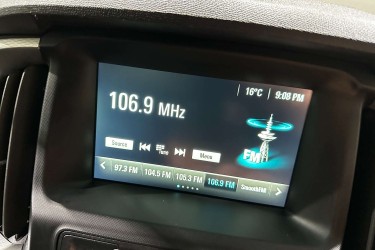 16°C 9:08 PM
106.9 MHz
Source Tune Menu
FM
97.3 FM 104.5 FM 105.3 FM 106.9 FM SmoothFM